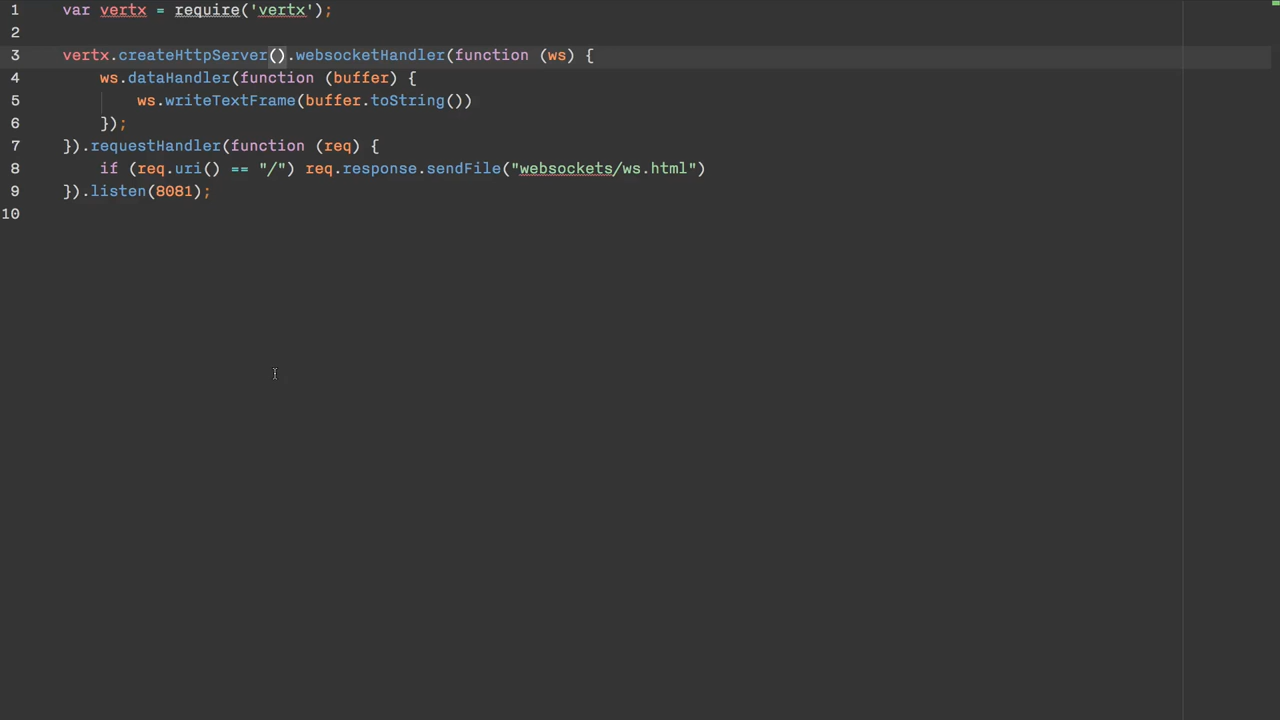 1 var vertx = require('vertx');
2
3 vertx.createHttpServer().websocketHandler(function (ws) {
4 ws.dataHandler(function (buffer) {
5 ws.writeTextFrame(buffer.toString())
6 });
7 }).requestHandler(function (req) {
8 if (req.uri() == "/") req.response.sendFile("websockets/ws.html")
9 }).listen(8081);
10